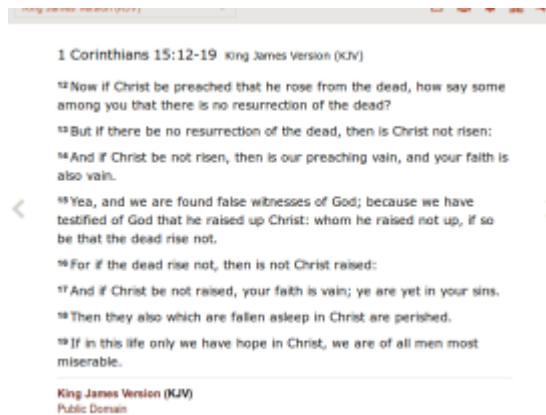 King James Version (KJV)
1 Corinthians 15:12-19 King James Version (KJV)
12 Now if Christ be preached that he rose from the dead, how say some
among you that there is no resurrection of the dead?
13 But if there be no resurrection of the dead, then is Christ not risen:
14 And if Christ be not risen, then is our preaching vain, and your faith is
also vain.
15 Yea, and we are found false witnesses of God; because we have
testified of God that he raised up Christ: whom he raised not up, if so
be that the dead rise not.
16 For if the dead rise not, then is not Christ raised:
17 And if Christ be not raised, your faith is vain; ye are yet in your sins.
18 Then they also which are fallen asleep in Christ are perished.
19 If in this life only we have hope in Christ, we are of all men most
miserable.
King James Version (KJV)
Public Domain